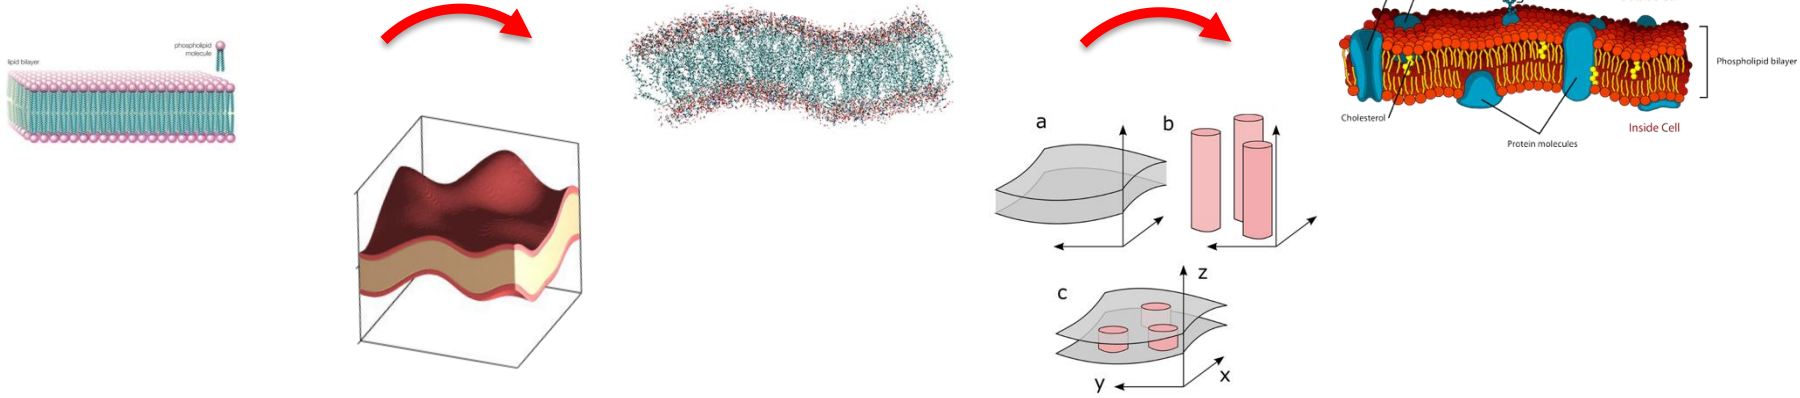 phospholipid
molecule
lipid bilayer
a
b
c
z
y
x
Phospholipid bilayer
Cholesterol
Inside Cell
Protein molecules